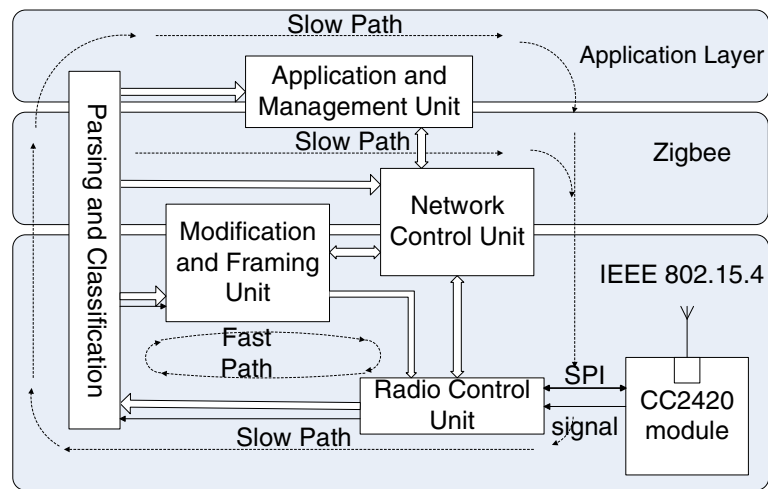 Slow Path
Application Layer
Application and
Management Unit
Slow Path
Zigbee
Parsing and Classification
Network
Control Unit
Modification
and Framing
Unit
IEEE 802.15.4
Fast
Path
SPI
Radio Control
Unit
CC2420
module
signal
Slow Path